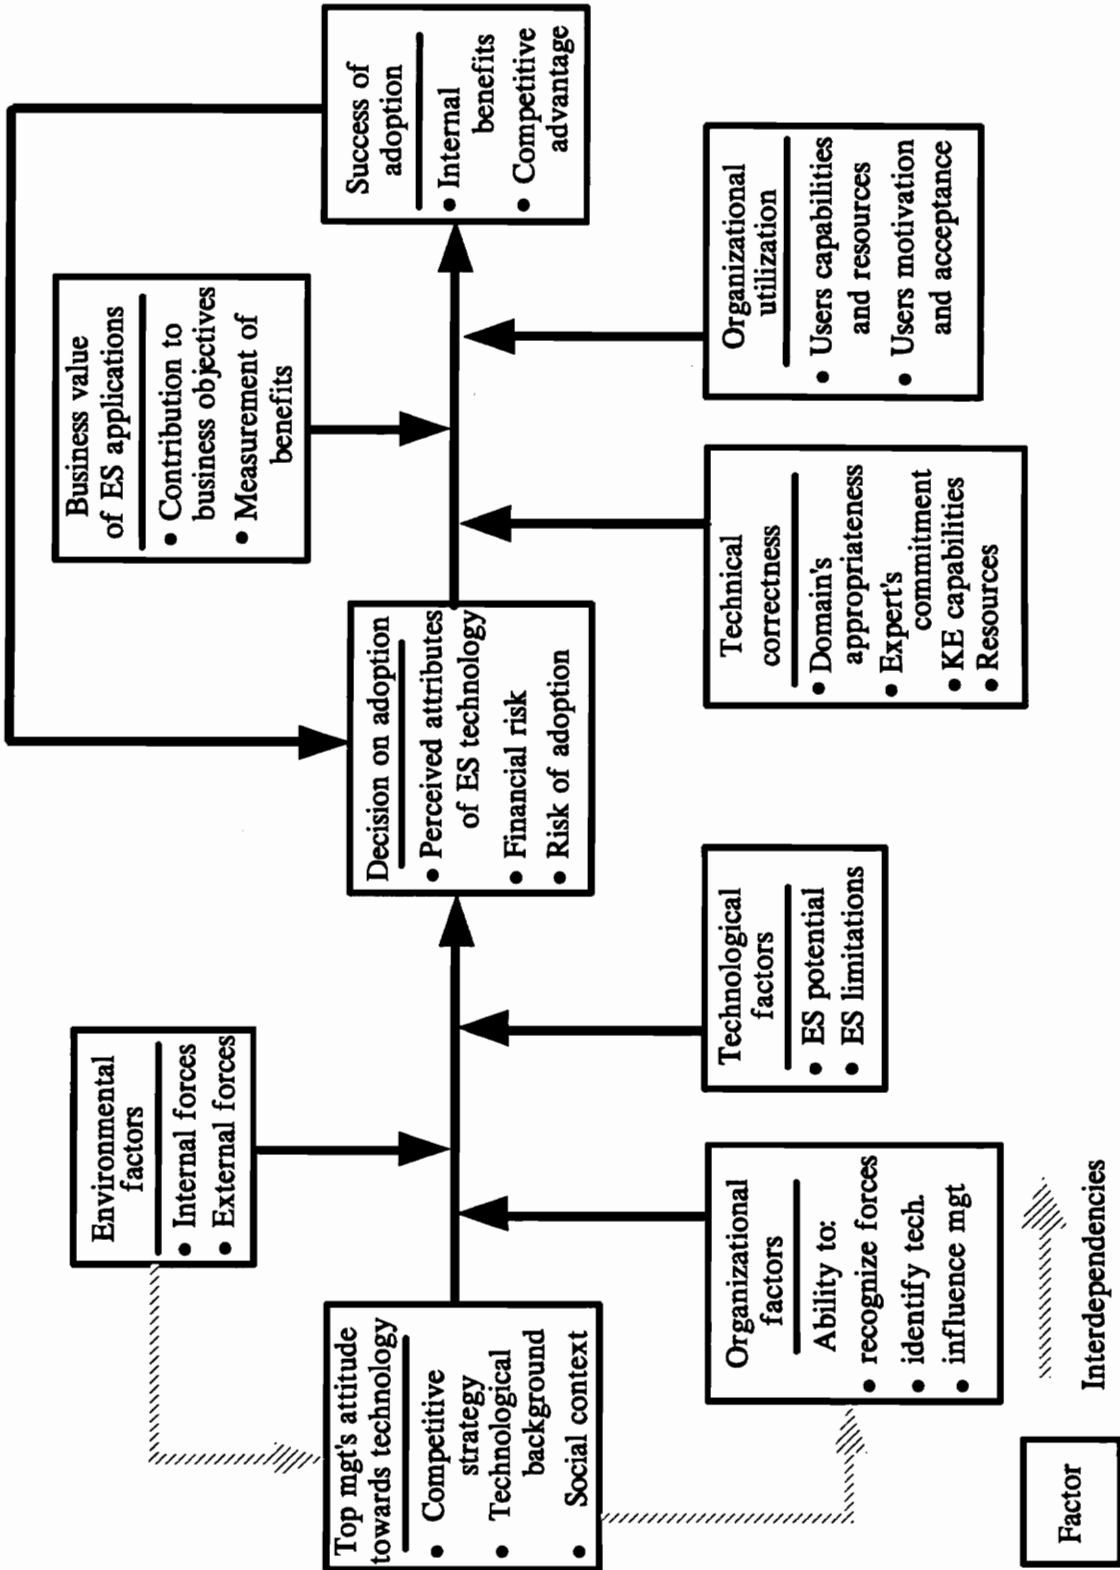 Top mgt's attitude
towards technology
• Competitive
strategy
• Technological
background
• Social context
Environmental
factors
• Internal forces
• External forces
Organizational
factors
Ability to:
• recognize forces
• identify tech.
• influence mgt
Technological
factors
• ES potential
• ES limitations
Decision on adoption
• Perceived attributes
of ES technology
• Financial risk
• Risk of adoption
Business value
of ES applications
• Contribution to
business objectives
• Measurement of
benefits
Technical
correctness
• Domain's
appropriateness
• Expert's
commitment
• KE capabilities
• Resources
Organizational
utilization
• Users capabilities
and resources
• Users motivation
and acceptance
Success of
adoption
• Internal
benefits
• Competitive
advantage
Factor
Interdependencies